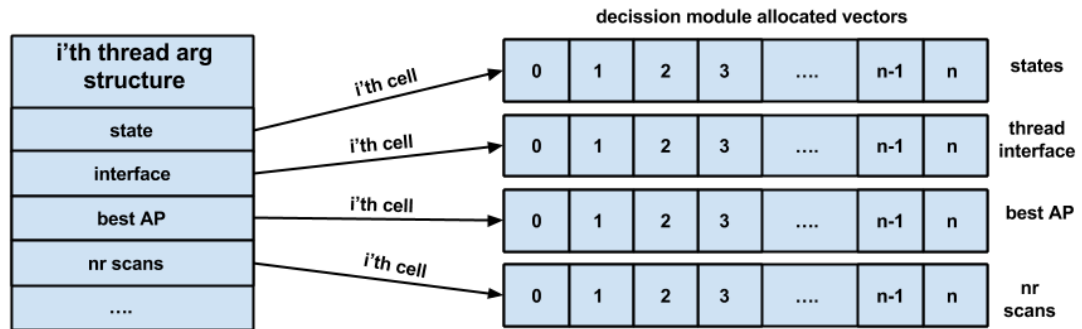 decission module allocated vectors
i'th thread arg
structure
state
interface
best AP
nr scans
....
i'th cell
i'th cell
i'th cell
i'th cell
0 1 2 3 .... n-1 n
states
0 1 2 3 .... n-1 n
thread
interface
0 1 2 3 .... n-1 n
best AP
0 1 2 3 .... n-1 n
nr
scans